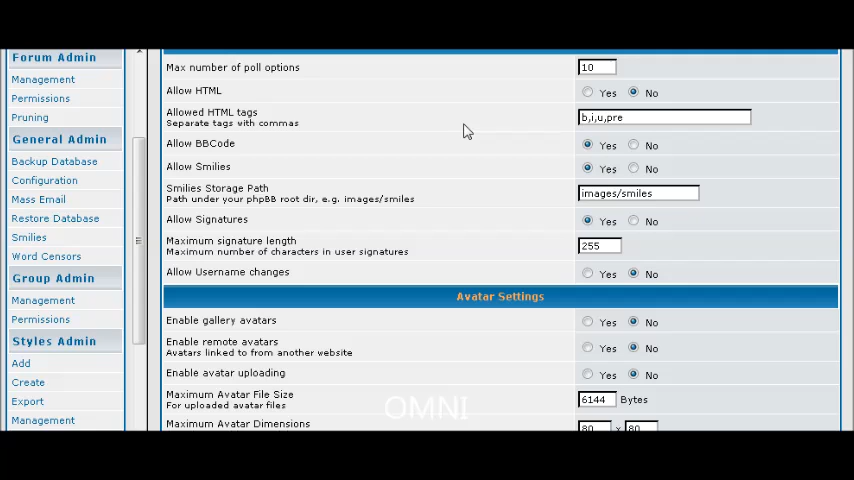 Forum Admin
Management
Permissions
Pruning
General Admin
Backup Database
Configuration
Mass Email
Restore Database
Smilies
Word Censors
Group Admin
Management
Permissions
Styles Admin
Add
Create
Export
Management
Max number of poll options 10
Allow HTML Yes No
Allowed HTML tags b,i,u,pre
Separate tags with commas
Allow BBCode Yes No
Allow Smilies Yes No
Smilies Storage Path images/smiles
Path under your phpBB root dir, e.g. images/smiles
Allow Signatures Yes No
Maximum signature length 255
Maximum number of characters in user signatures
Allow Username changes Yes No
Avatar Settings
Enable gallery avatars Yes No
Enable remote avatars Yes No
Avatars linked to from another website
Enable avatar uploading Yes No
Maximum Avatar File Size 6144 Bytes
For uploaded avatar files
Maximum Avatar Dimensions 80 x 80
OMNI